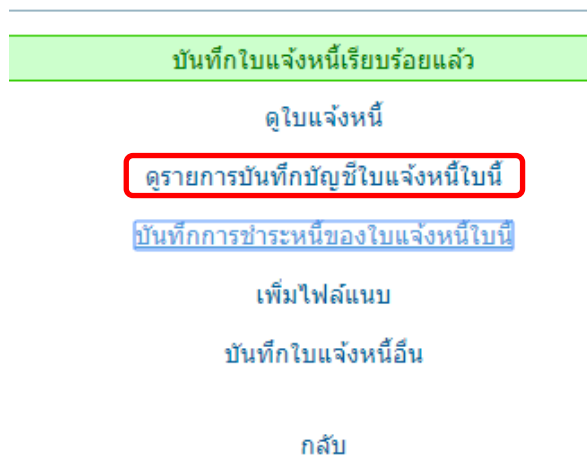 บันทึกใบแจ้งหนี้เรียบร้อยแล้ว
ดูใบแจ้งหนี้
ดูรายการบันทึกบัญชีใบแจ้งหนี้ใบนี้
บันทึกการชำระหนี้ของใบแจ้งหนี้ใบนี้
เพิ่มไฟล์แนบ
บันทึกใบแจ้งหนี้อื่น
กลับ